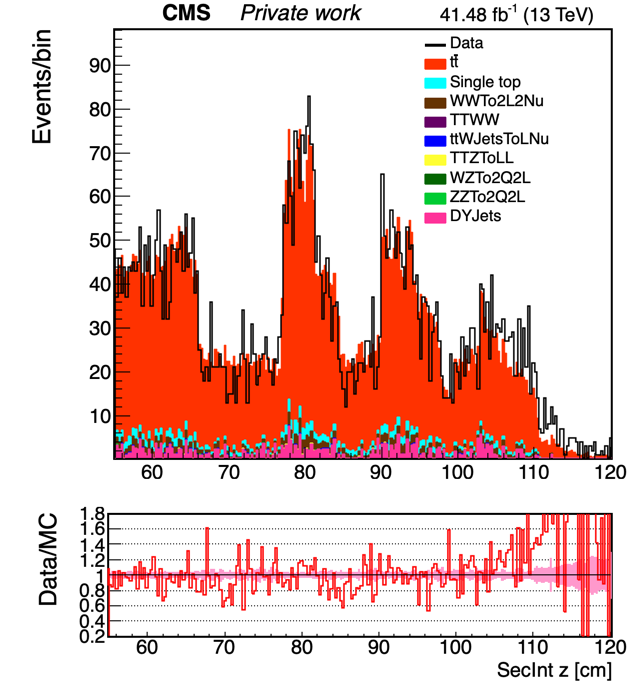 CMS Private work 41.48 fb⁻¹ (13 TeV)
Events/bin
90
80
70
60
50
40
30
20
10
Data
tt̄
Single top
WWTo2L2Nu
TTWW
ttWJetsToLNu
TTZToLL
WZTo2Q2L
ZZTo2Q2L
DYJets
60 70 80 90 100 110 120
Data/MC
1.8
1.6
1.4
1.2
1
0.8
0.6
0.4
0.2
60 70 80 90 100 110 120
SecInt z [cm]